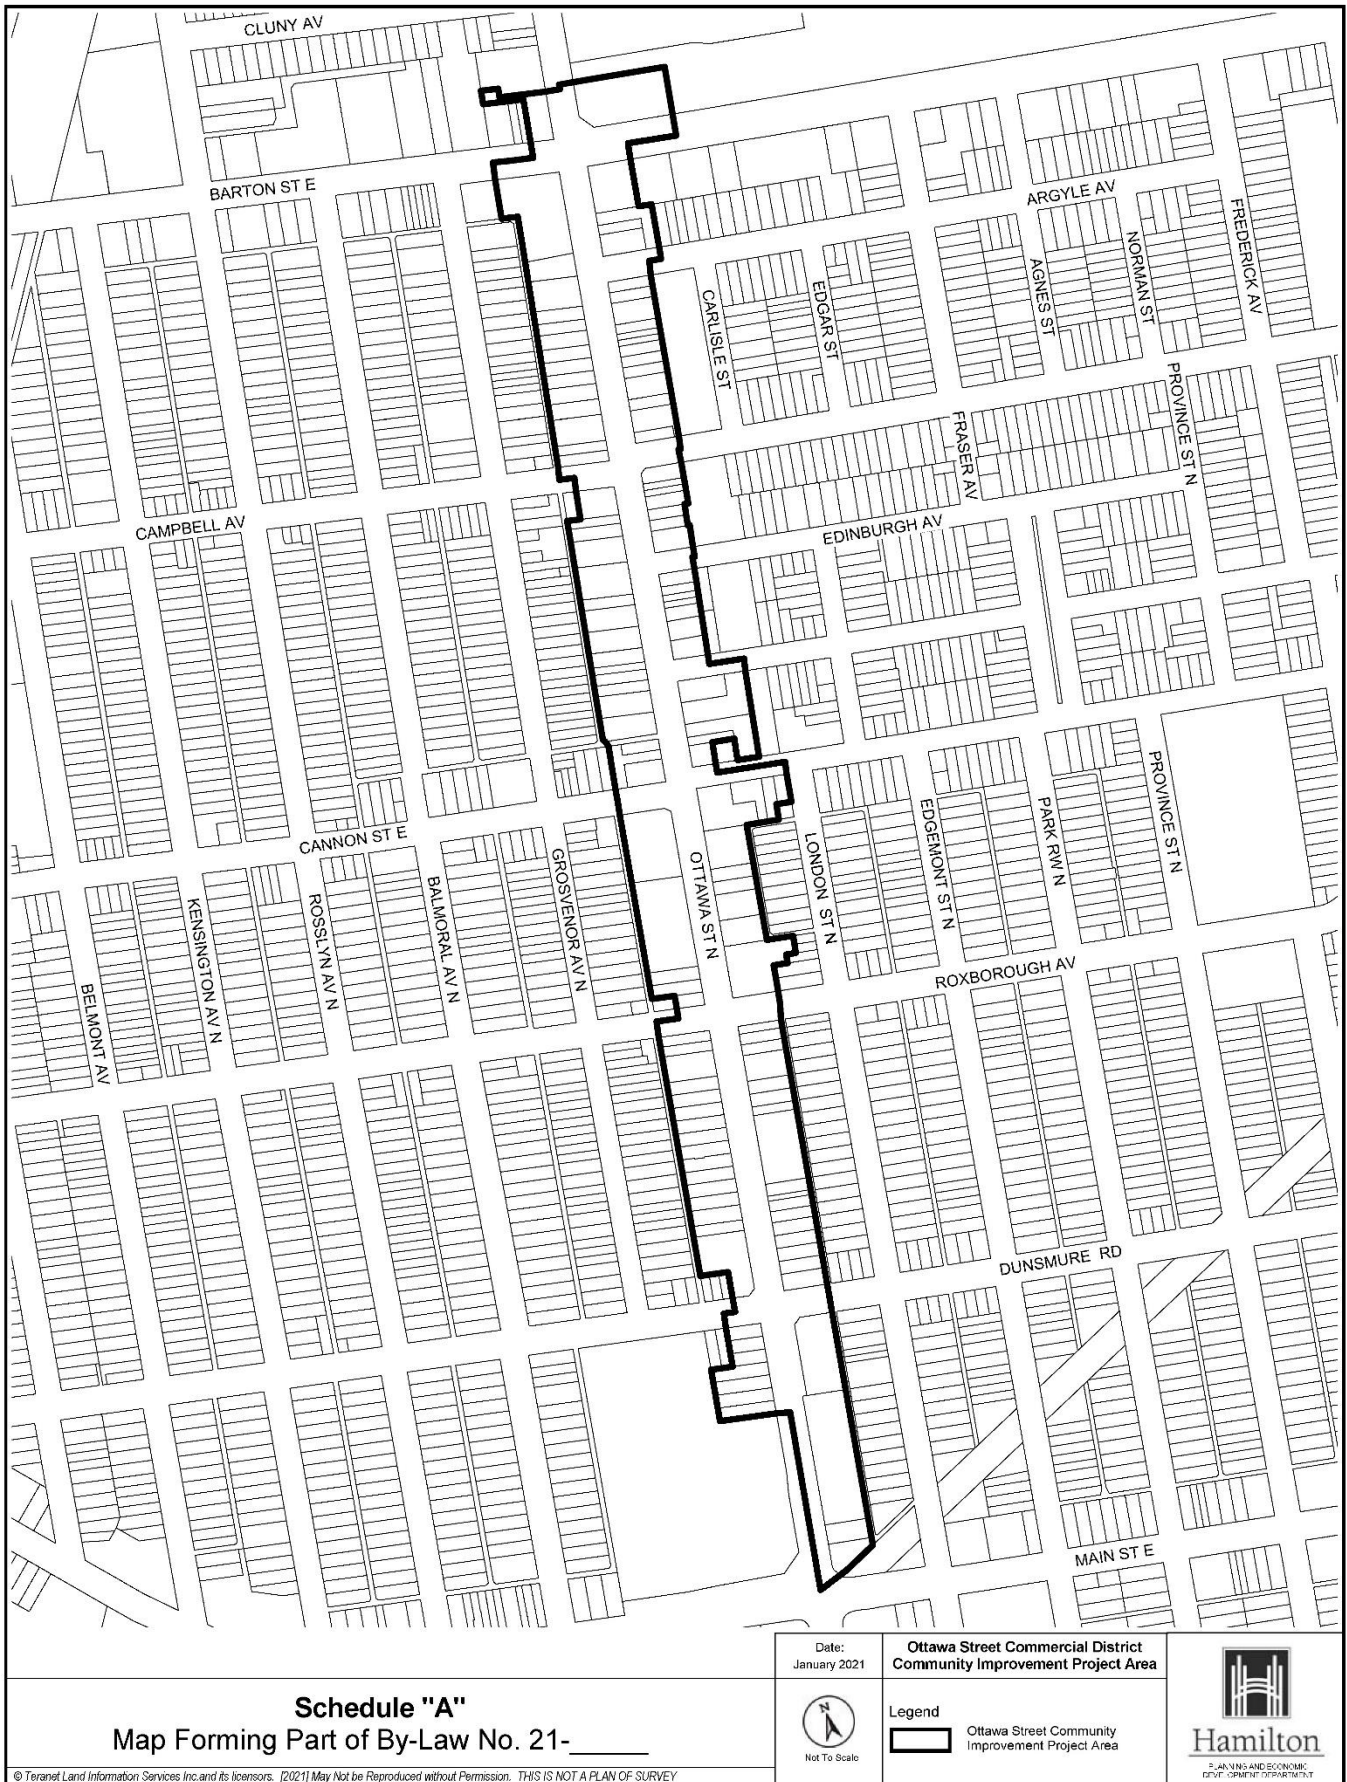 CLUNY AV
BARTON ST E
ARGYLE AV
FREDERICK AV
NORMAN ST
AGNES ST
EDGAR ST
CARLISLE ST
PROVINCE ST N
FRASER AV
CAMPBELL AV
EDINBURGH AV
PROVINCE ST N
PARK RW N
EDGEMONT ST N
LONDON ST N
OTTAWA ST N
CANNON ST E
GROSVENOR AV N
BALMORAL AV N
ROSSLYN AV N
KENSINGTON AV N
BELMONT AV
ROXBOROUGH AV
DUNSMURE RD
MAIN ST E
Schedule "A"
Map Forming Part of By-Law No. 21-______
© Teranet Land Information Services Inc.and its licensors. [2021] May Not be Reproduced without Permission. THIS IS NOT A PLAN OF SURVEY
Date:
January 2021
Ottawa Street Commercial District
Community Improvement Project Area
N
Not To Scale
Legend
Ottawa Street Community
Improvement Project Area
Hamilton
PLANNING AND ECONOMIC
DEVELOPMENT DEPARTMENT